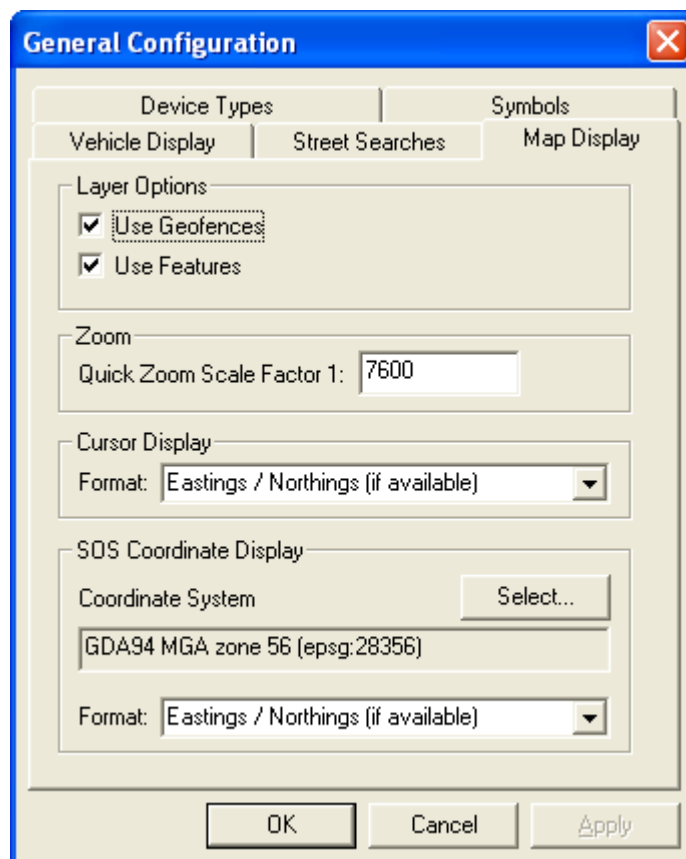 General Configuration
Device Types
Symbols
Vehicle Display
Street Searches
Map Display
Layer Options
Use Geofences
Use Features
Zoom
Quick Zoom Scale Factor 1: 7600
Cursor Display
Format: Eastings / Northings (if available)
SOS Coordinate Display
Coordinate System
Select...
GDA94 MGA zone 56 (epsg:28356)
Format: Eastings / Northings (if available)
OK
Cancel
Apply